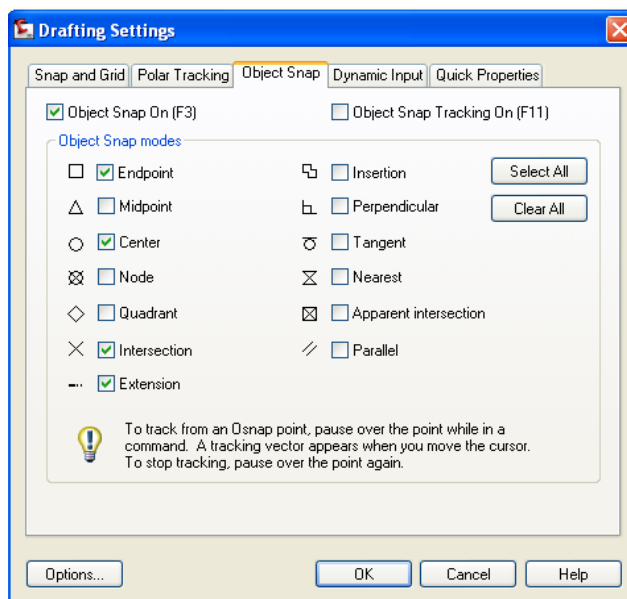 Drafting Settings
Snap and Grid
Polar Tracking
Object Snap
Dynamic Input
Quick Properties
Object Snap On (F3)
Object Snap Tracking On (F11)
Object Snap modes
Endpoint
Insertion
Select All
Midpoint
Perpendicular
Clear All
Center
Tangent
Node
Nearest
Quadrant
Apparent intersection
Intersection
Parallel
Extension
To track from an Osnap point, pause over the point while in a
command. A tracking vector appears when you move the cursor.
To stop tracking, pause over the point again.
Options...
OK
Cancel
Help